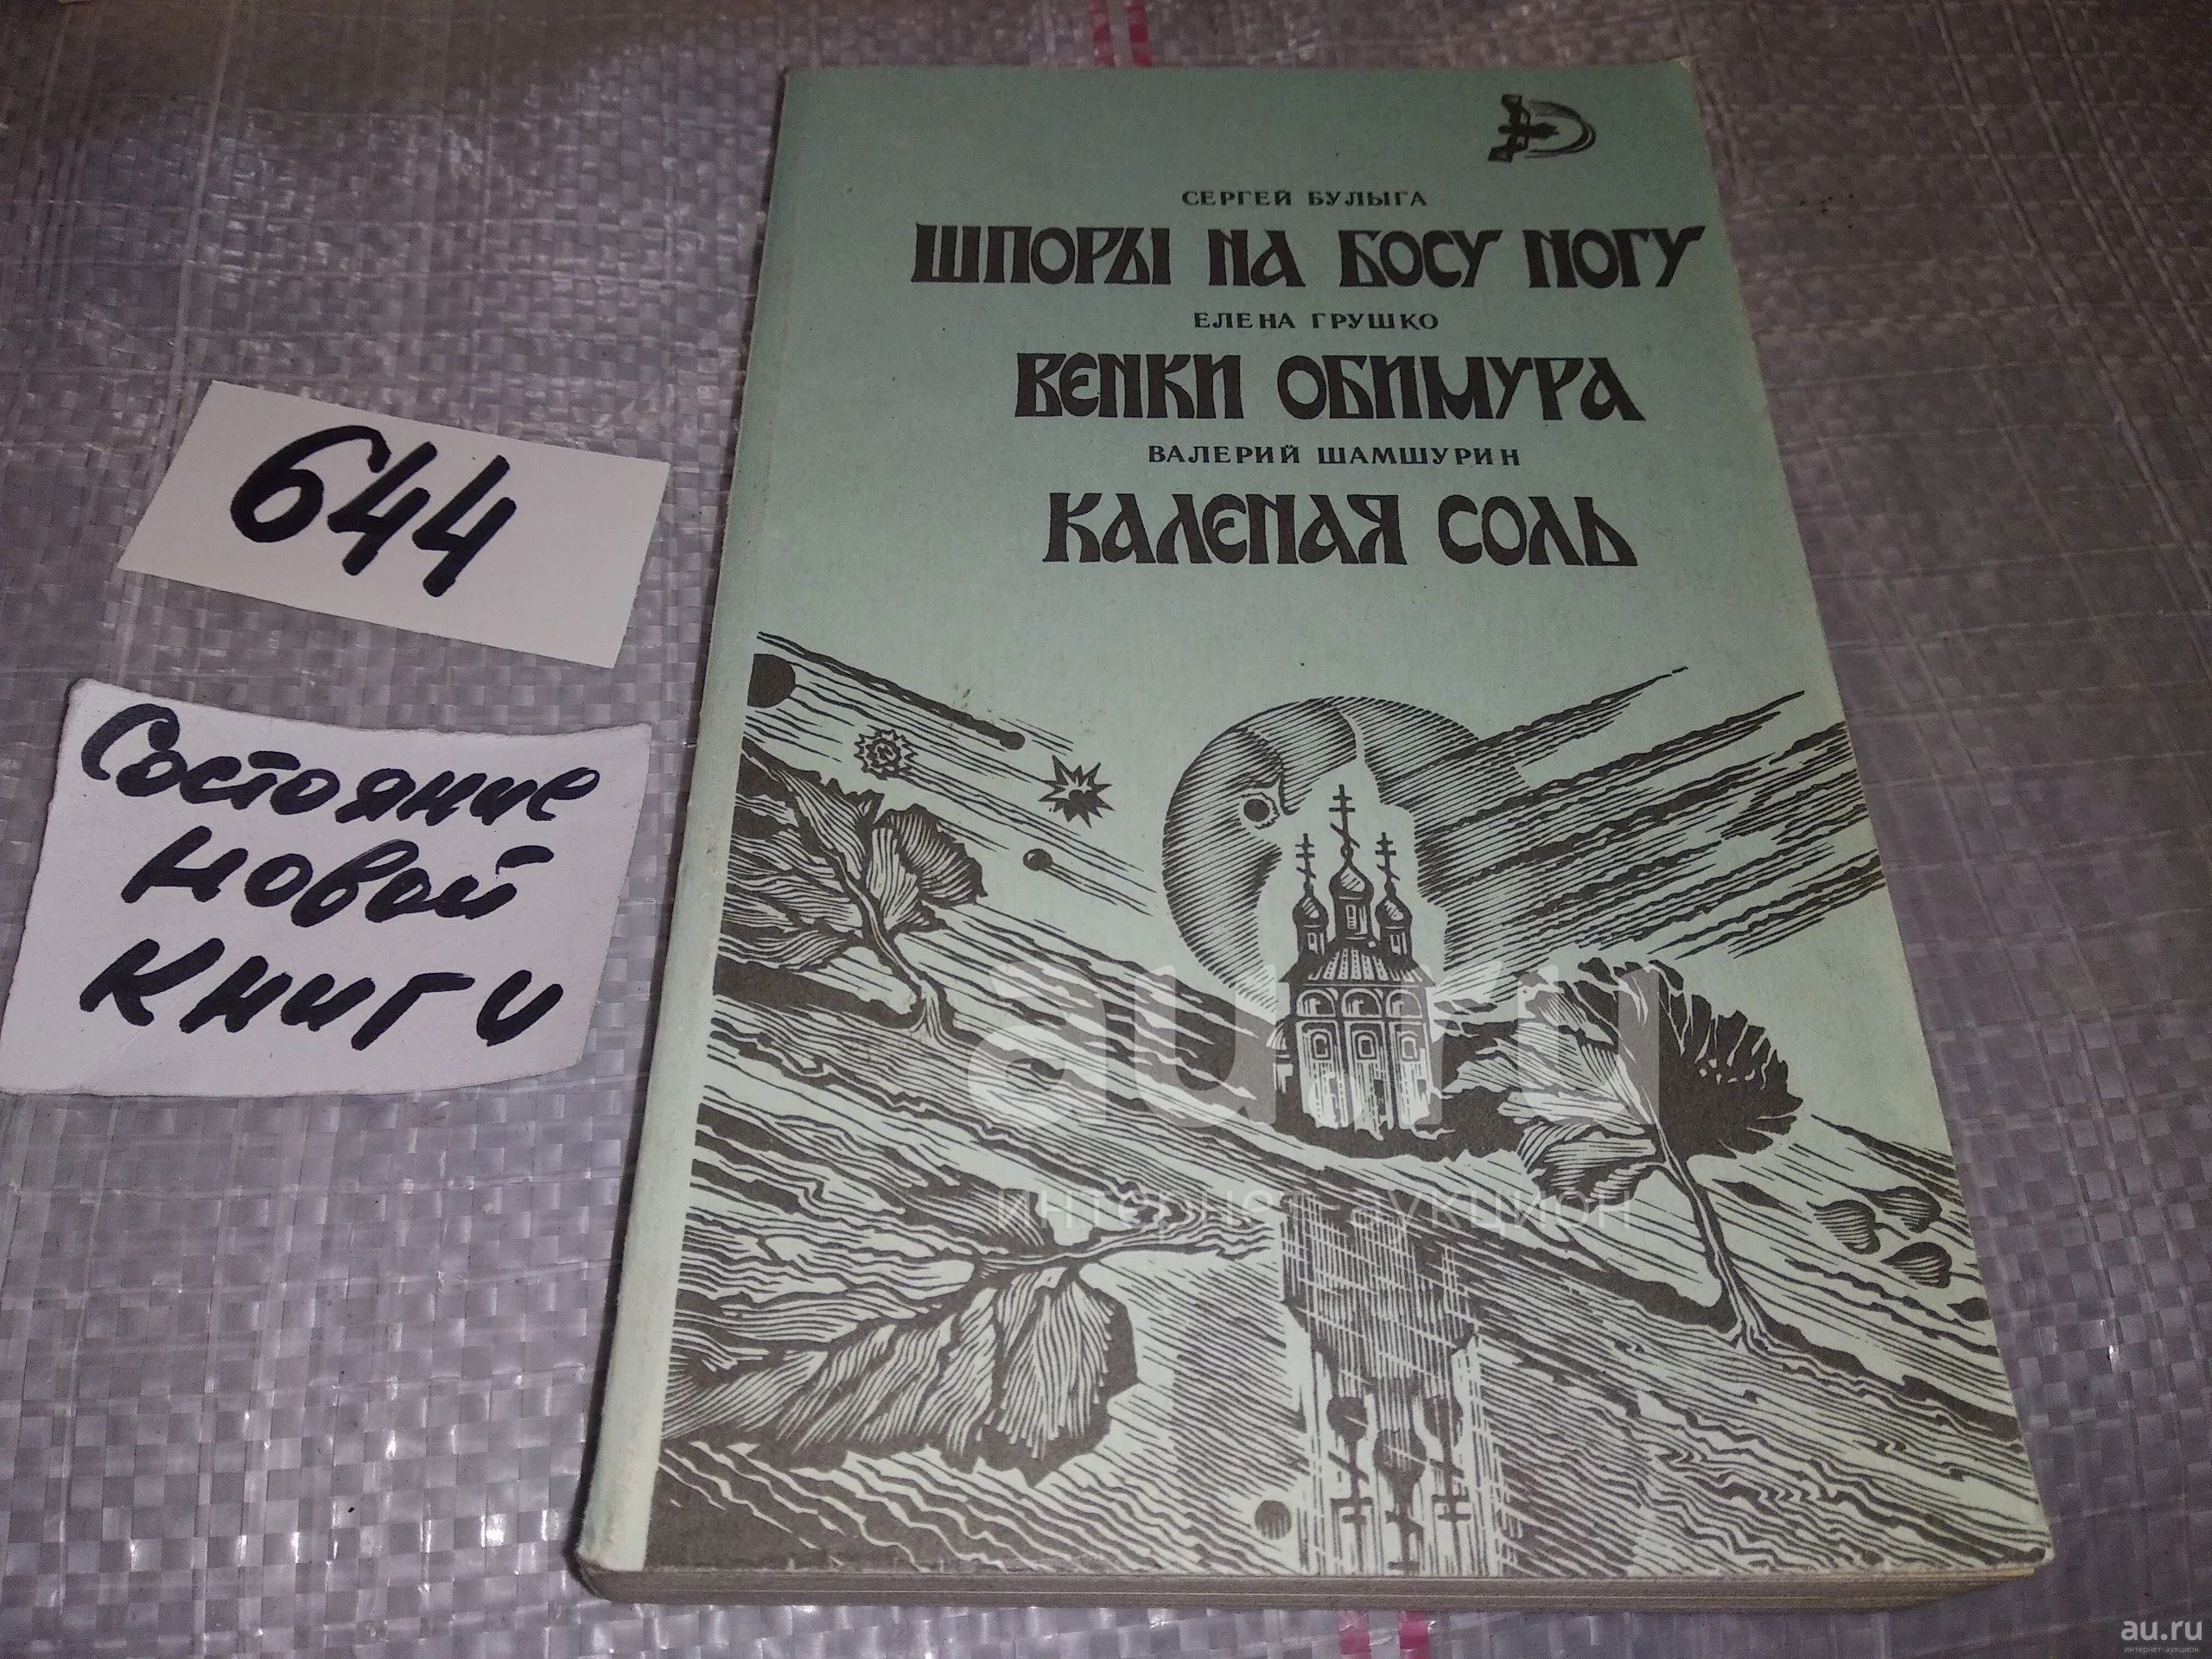 СЕРГЕЙ БУЛЫГА
ШПОРЫ НА БОСУ НОГУ
ЕЛЕНА ГРУШКО
ВЕНКИ ОБИМУРА
ВАЛЕРИЙ ШАМШУРИН
КАЛЕНАЯ СОЛЬ
644
Состояние
новой
книги
au.ru
интернет-аукцион
au.ru
интернет-аукцион